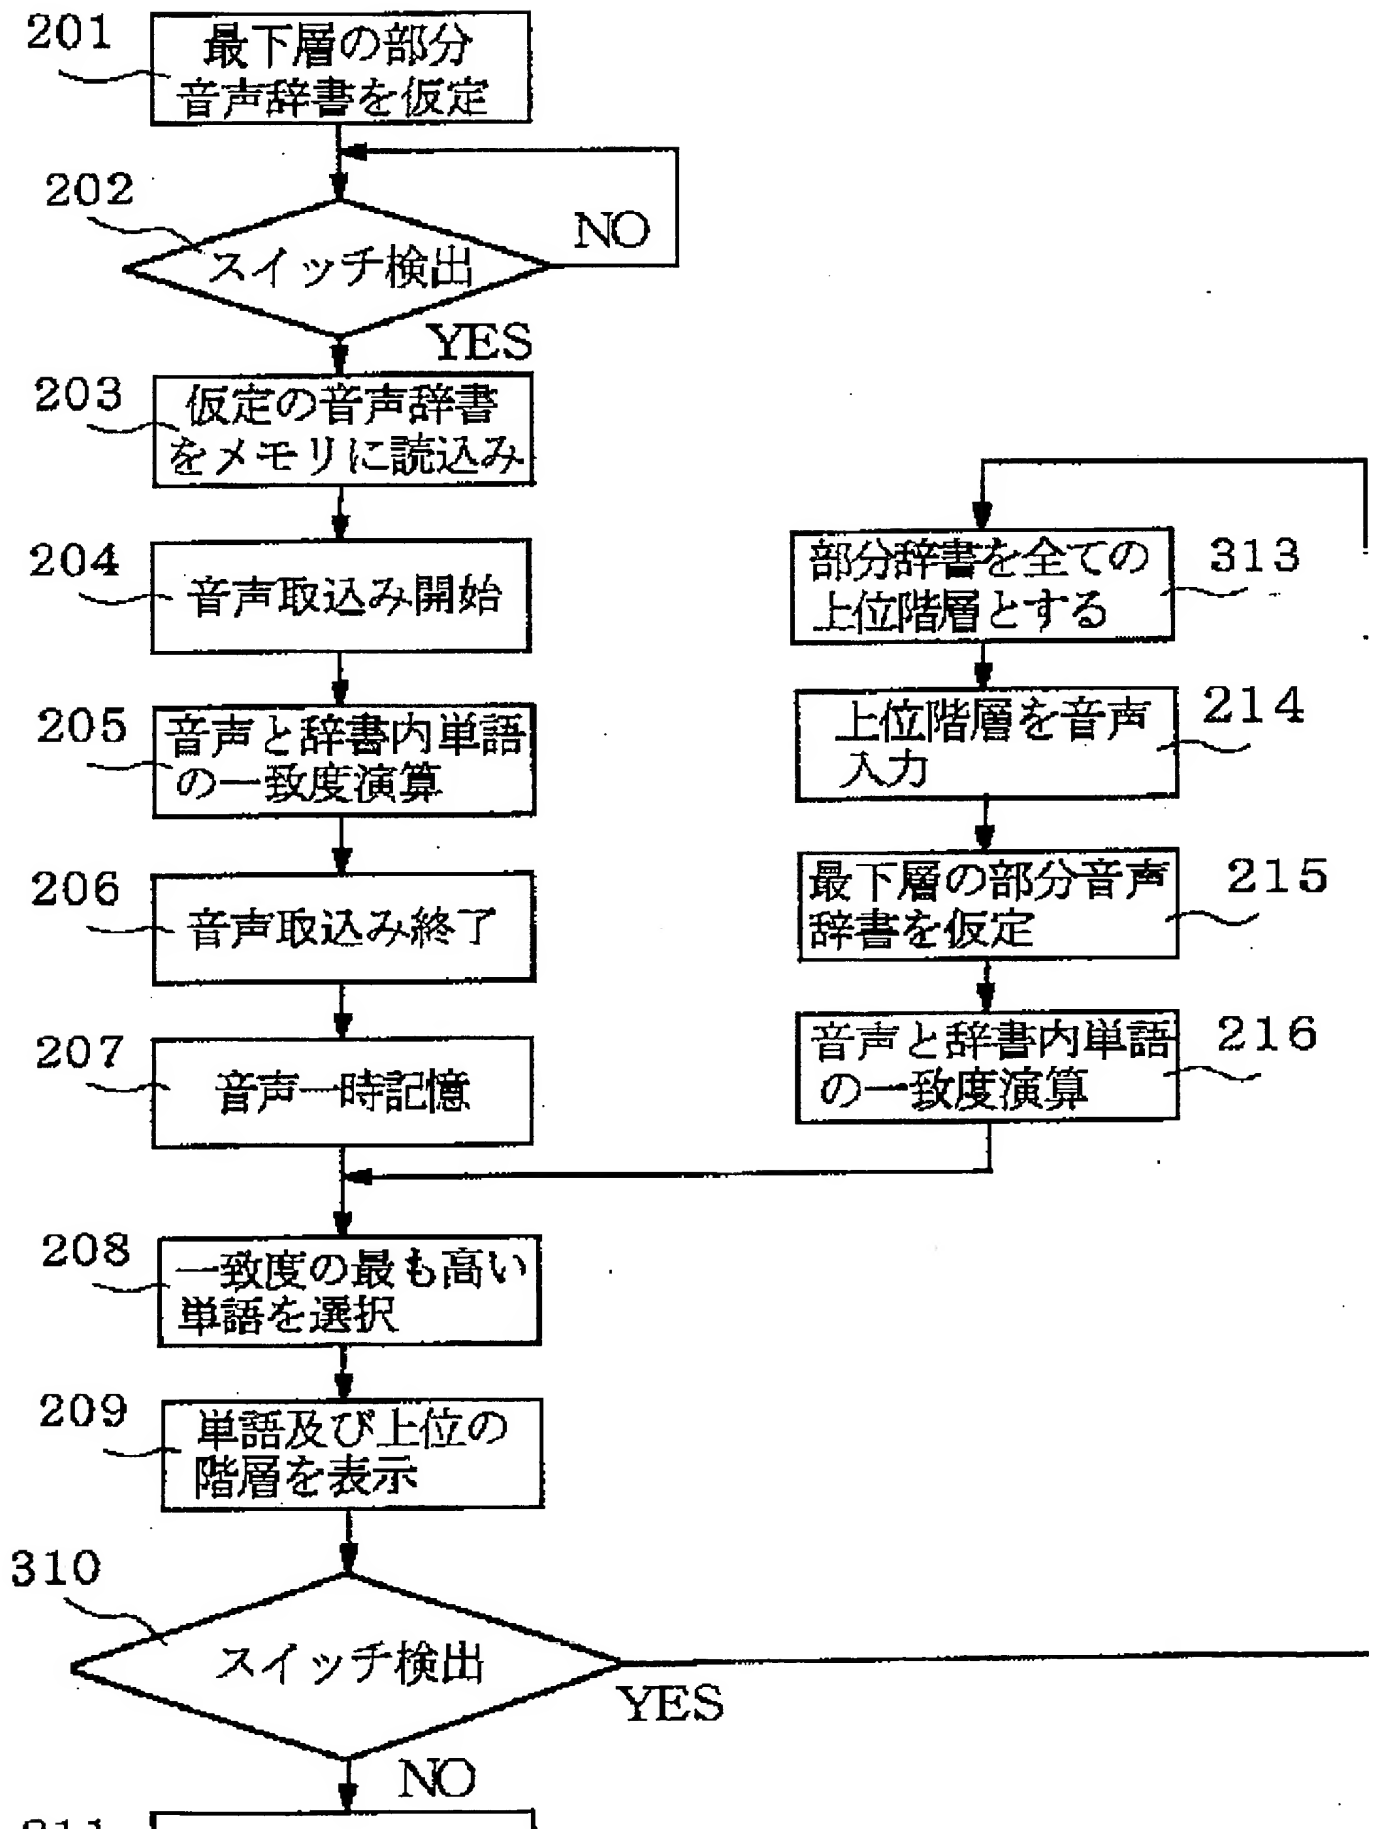 201
最下層の部分
音声辞書を仮定
202
スイッチ検出
NO
YES
203
仮定の音声辞書
をメモリに読込み
204
音声取込み開始
205
音声と辞書内単語
の一致度演算
206
音声取込み終了
207
音声一時記憶
313
部分辞書を全ての
上位階層とする
214
上位階層を音声
入力
215
最下層の部分音声
辞書を仮定
216
音声と辞書内単語
の一致度演算
208
一致度の最も高い
単語を選択
209
単語及び上位の
階層を表示
310
スイッチ検出
YES
NO